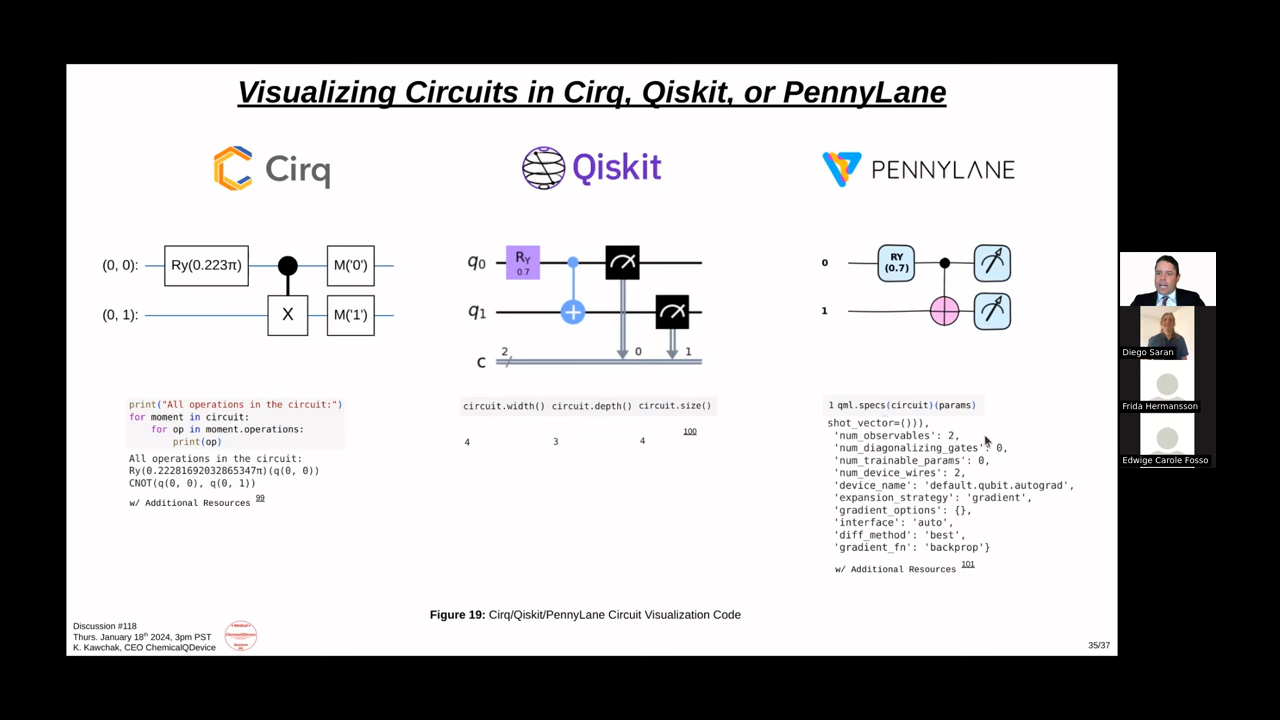 Visualizing Circuits in Cirq, Qiskit, or PennyLane
Cirq
Qiskit
PENNYLANE
(0, 0):
Ry(0.223π)
M('0')
(0, 1):
X
M('1')
q0
RY
0.7
q1
c
2
0
1
0
RY
(0.7)
1
print("All operations in the circuit:")
for moment in circuit:
for op in moment.operations:
print(op)
All operations in the circuit:
Ry(0.22281692032865347π)(q(0, 0))
CNOT(q(0, 0), q(0, 1))
w/ Additional Resources 99
circuit.width() circuit.depth() circuit.size()
100
4 3 4
1 qml.specs(circuit)(params)
shot_vector=())),
'num_observables': 2,
'num_diagonalizing_gates': 0,
'num_trainable_params': 0,
'num_device_wires': 2,
'device_name': 'default.qubit.autograd',
'expansion_strategy': 'gradient',
'gradient_options': {},
'interface': 'auto',
'diff_method': 'best',
'gradient_fn': 'backprop'}
w/ Additional Resources 101
Figure 19: Cirq/Qiskit/PennyLane Circuit Visualization Code
Discussion #118
Thurs. January 18th 2024, 3pm PST
K. Kawchak, CEO ChemicalQDevice
35/37
Diego Saran
Frida Hermansson
Edwige Carole Fosso